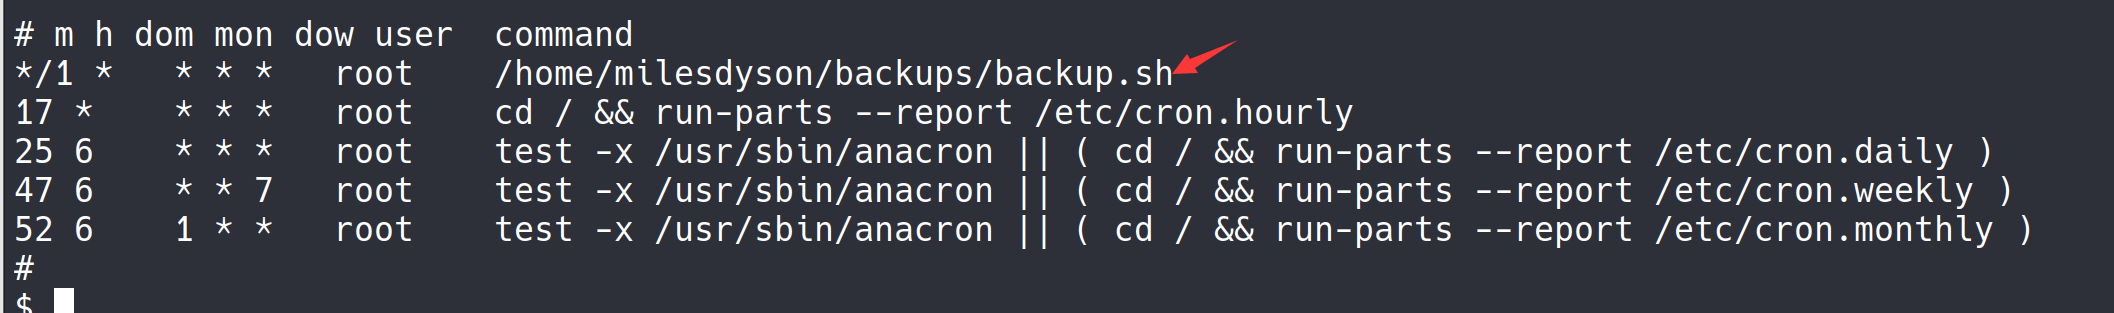 # m h dom mon dow user  command
*/1 *   * * *   root    /home/milesdyson/backups/backup.sh
17 *    * * *   root    cd / && run-parts --report /etc/cron.hourly
25 6    * * *   root    test -x /usr/sbin/anacron || ( cd / && run-parts --report /etc/cron.daily )
47 6    * * 7   root    test -x /usr/sbin/anacron || ( cd / && run-parts --report /etc/cron.weekly )
52 6    1 * *   root    test -x /usr/sbin/anacron || ( cd / && run-parts --report /etc/cron.monthly )
#
$